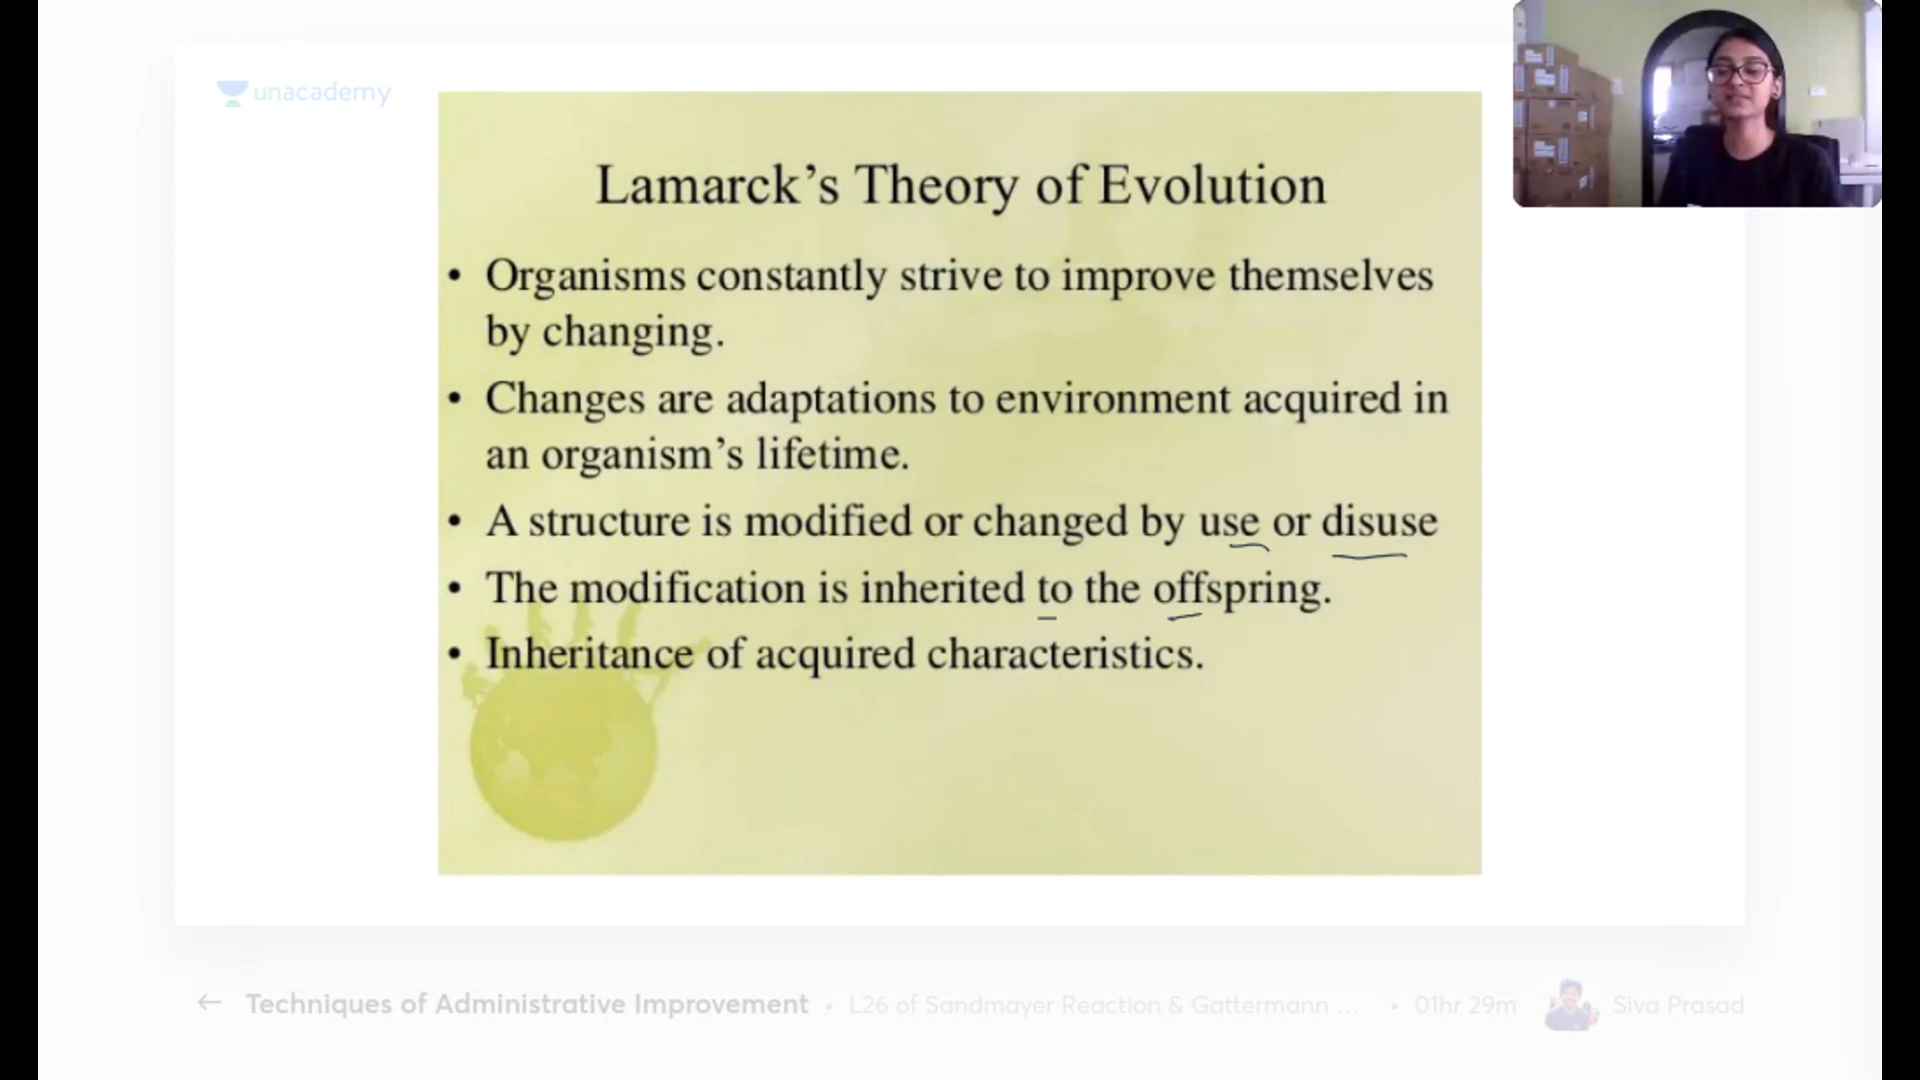 unacademy
Lamarck's Theory of Evolution
• Organisms constantly strive to improve themselves
by changing.
• Changes are adaptations to environment acquired in
an organism's lifetime.
• A structure is modified or changed by use or disuse
• The modification is inherited to the offspring.
• Inheritance of acquired characteristics.
← Techniques of Administrative Improvement • L26 of Sandmayer Reaction & Gattermann ... • 01hr 29m Siva Prasad